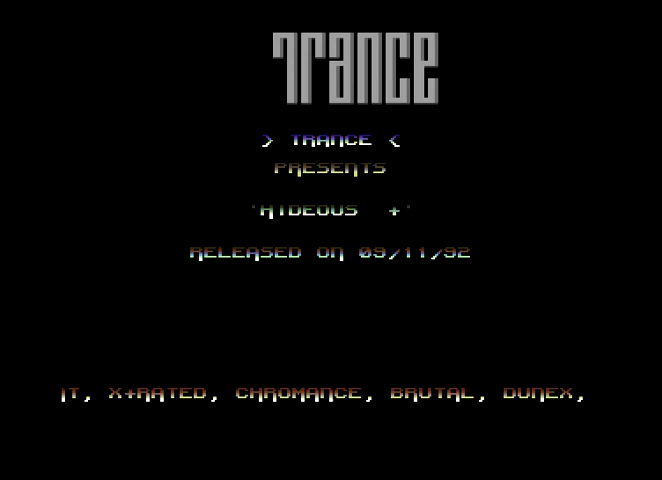 Trance
> TRANCE <
PRESENTS
'HIDEOUS +'
RELEASED ON 09/11/92
IT, X+RATED, CHROMANCE, BRUTAL, DUNEX,